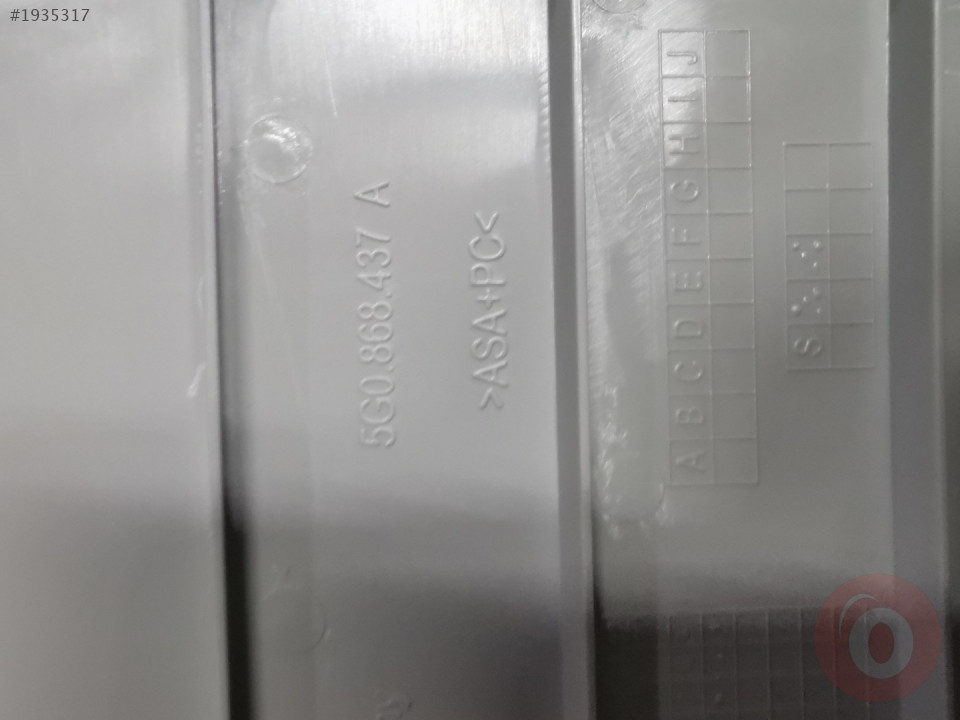 #1935317
5G0.868.437 A
>ASA+PC<
A B C D E F G H I J
S
O